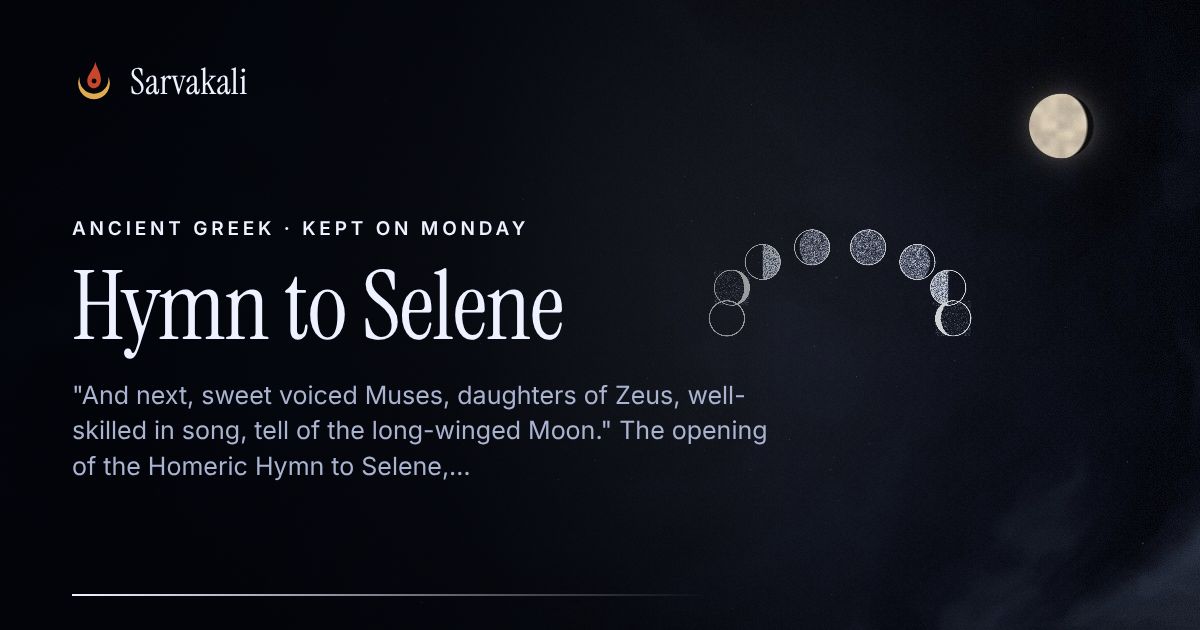 Sarvakali
ANCIENT GREEK · KEPT ON MONDAY
Hymn to Selene
"And next, sweet voiced Muses, daughters of Zeus, well-
skilled in song, tell of the long-winged Moon." The opening
of the Homeric Hymn to Selene,...